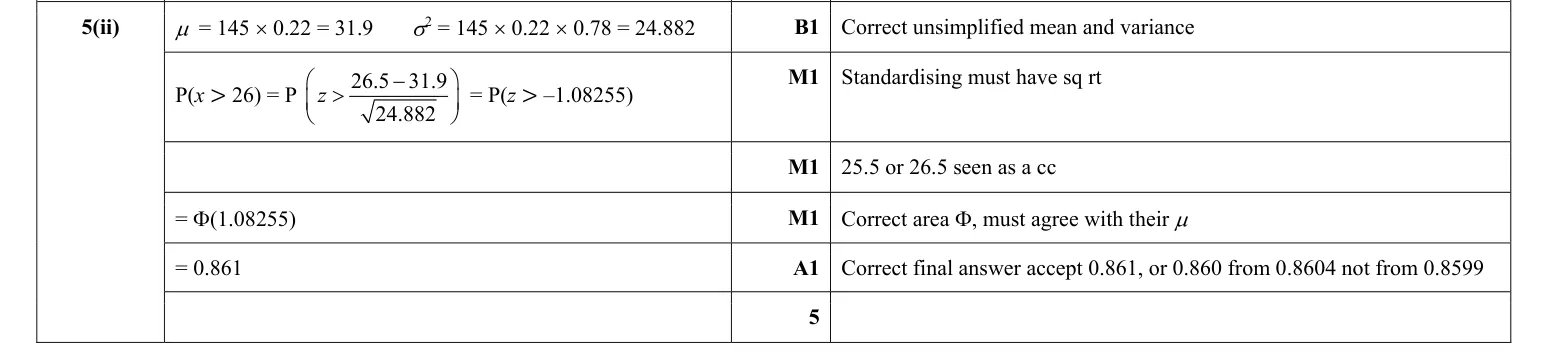 5(ii) μ = 145 × 0.22 = 31.9 σ² = 145 × 0.22 × 0.78 = 24.882 B1 Correct unsimplified mean and variance
P(x > 26) = P ( z > (26.5 – 31.9) / √24.882 ) = P(z > –1.08255) M1 Standardising must have sq rt
M1 25.5 or 26.5 seen as a cc
= Φ(1.08255) M1 Correct area Φ, must agree with their μ
= 0.861 A1 Correct final answer accept 0.861, or 0.860 from 0.8604 not from 0.8599
5